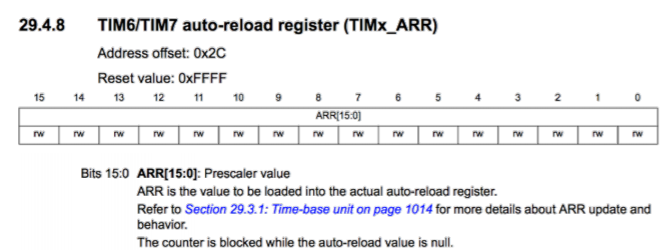 29.4.8 TIM6/TIM7 auto-reload register (TIMx_ARR)
Address offset: 0x2C
Reset value: 0xFFFF
15 14 13 12 11 10 9 8 7 6 5 4 3 2 1 0
ARR[15:0]
rw rw rw rw rw rw rw rw rw rw rw rw rw rw rw rw
Bits 15:0 ARR[15:0]: Prescaler value
ARR is the value to be loaded into the actual auto-reload register.
Refer to Section 29.3.1: Time-base unit on page 1014 for more details about ARR update and
behavior.
The counter is blocked while the auto-reload value is null.